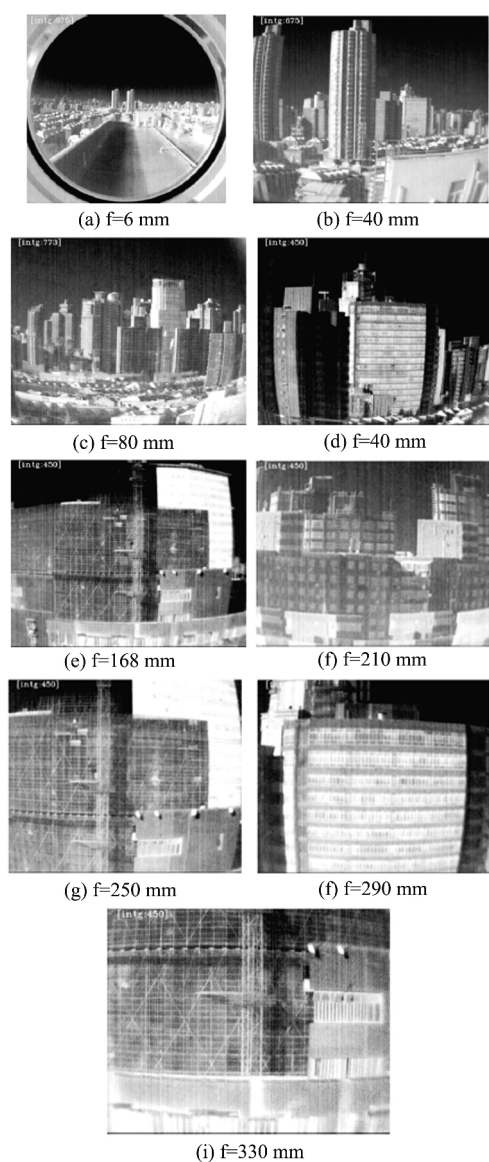 [intg:675]
[intg:675]
(a) f=6 mm
(b) f=40 mm
[intg:773]
[intg:450]
(c) f=80 mm
(d) f=40 mm
[intg:450]
[intg:450]
(e) f=168 mm
(f) f=210 mm
[intg:450]
(g) f=250 mm
(f) f=290 mm
[intg:450]
(i) f=330 mm